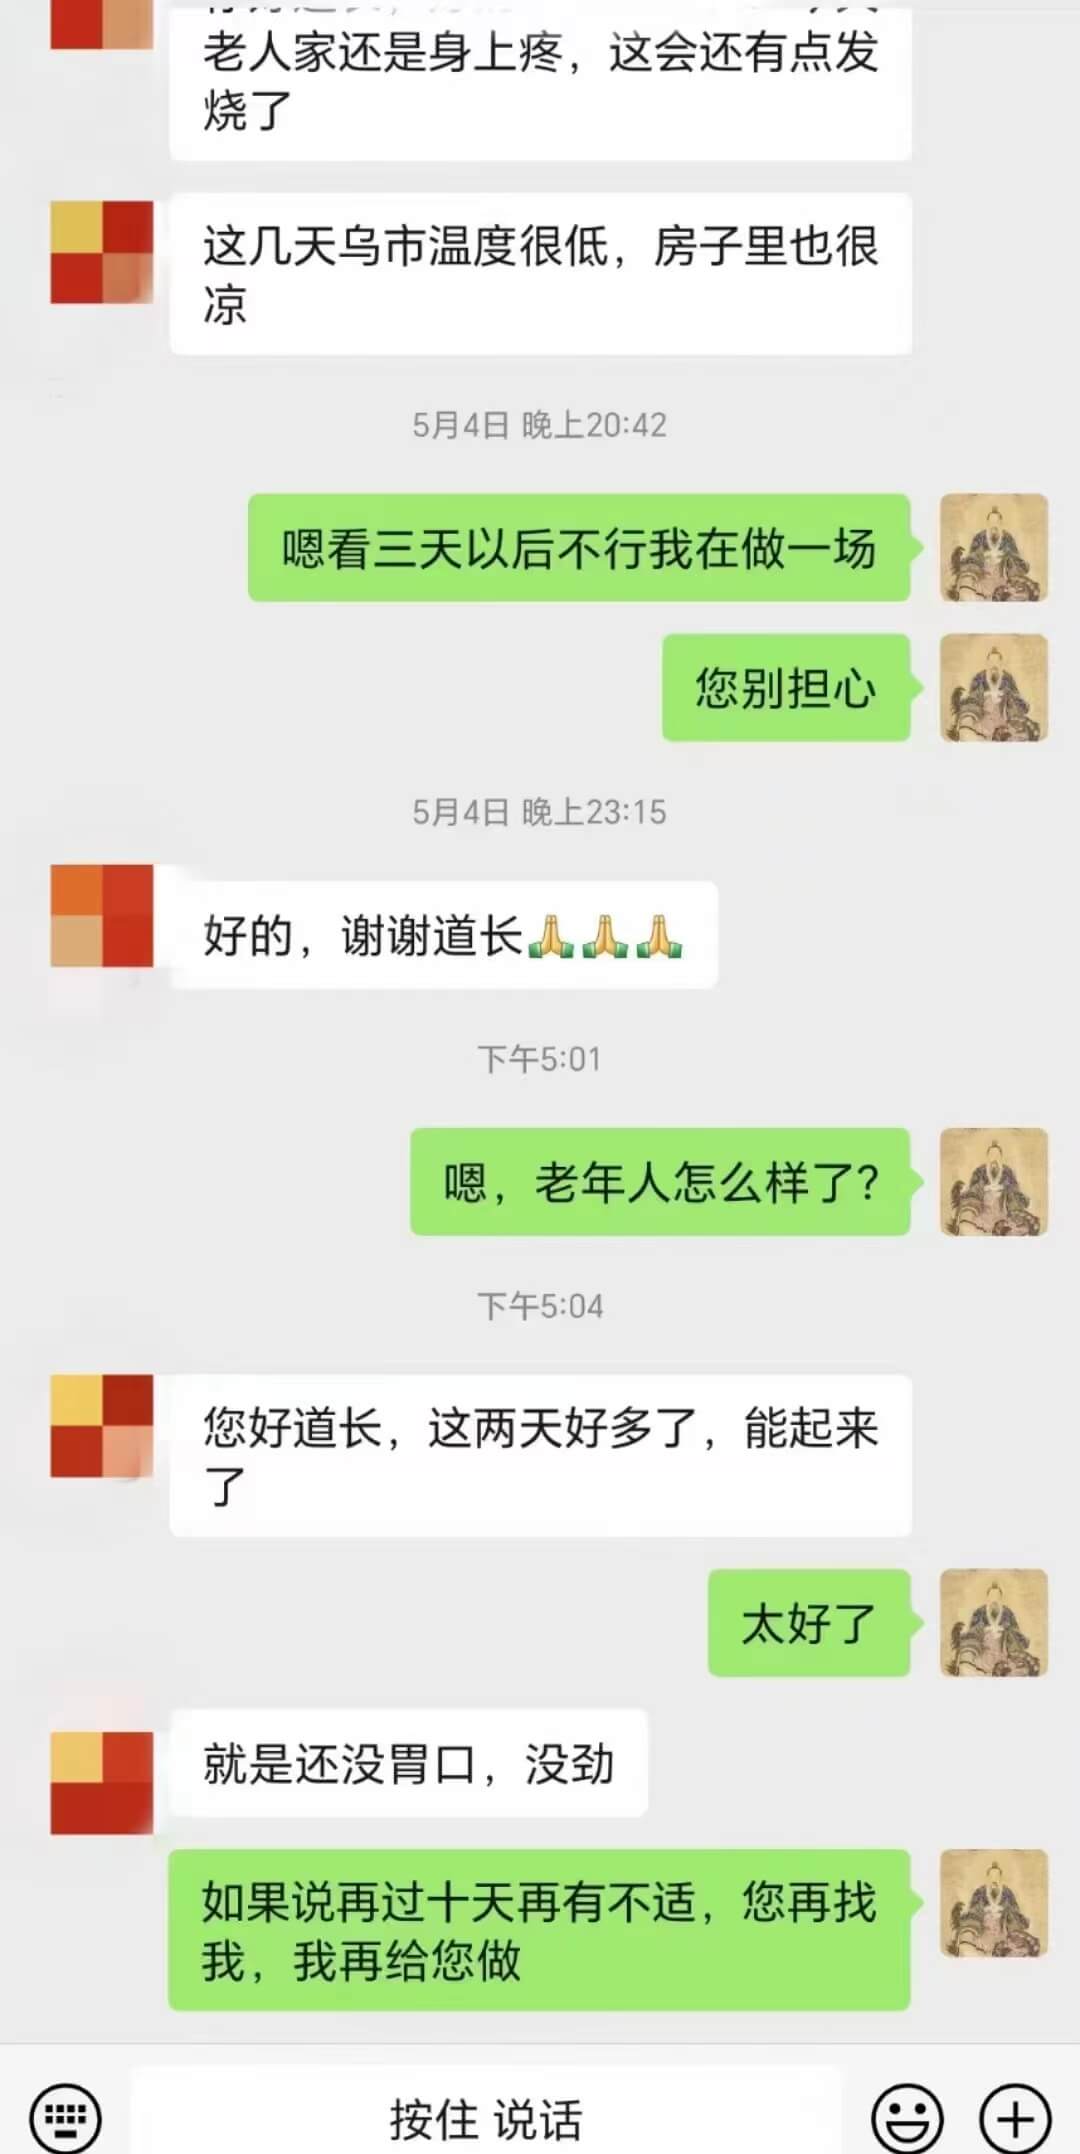 老人家还是身上疼，这会还有点发
烧了
这几天乌市温度很低，房子里也很
凉
5月4日 晚上20:42
嗯看三天以后不行我在做一场
您别担心
5月4日 晚上23:15
好的，谢谢道长🙏🙏🙏
下午5:01
嗯，老年人怎么样了？
下午5:04
您好道长，这两天好多了，能起来
了
太好了
就是还没胃口，没劲
如果说再过十天再有不适，您再找
我，我再给您做
按住 说话